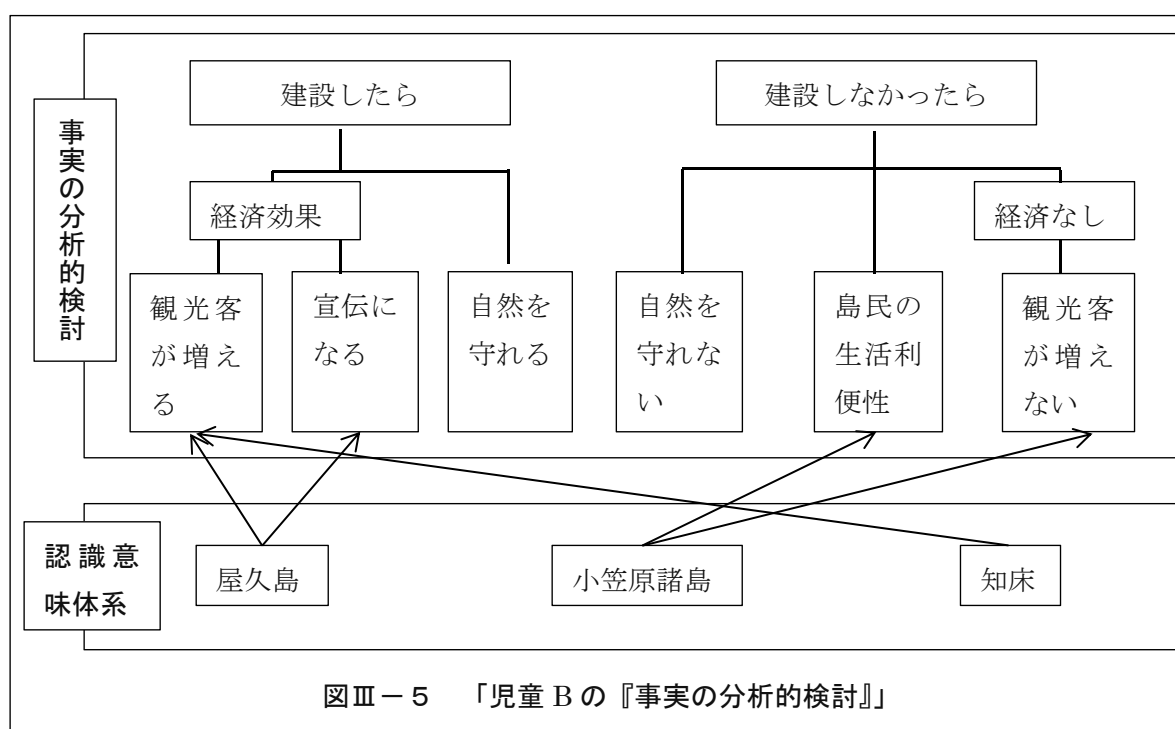 建設したら
建設しなかったら
事実の分析的検討
経済効果
経済なし
観光客
が増え
る
宣伝に
なる
自然を
守れる
自然を
守れな
い
島民の
生活利
便性
観光客
が増え
ない
認識意
味体系
屋久島
小笠原諸島
知床
図Ⅲ-5 「児童 B の『事実の分析的検討』」